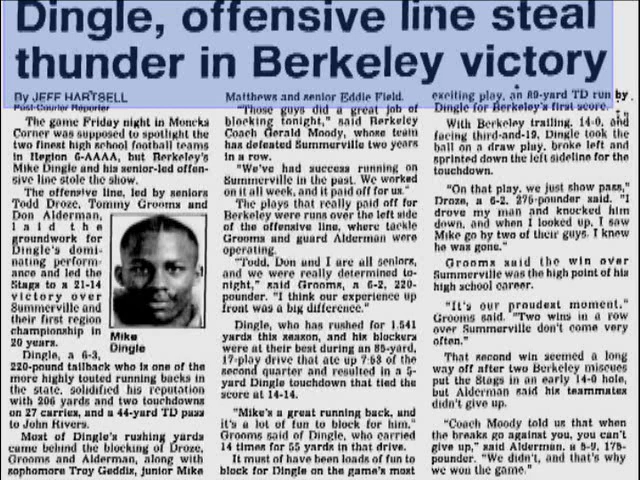 Dingle, offensive line steal
thunder in Berkeley victory
By JEFF HARTSELL
Post-Courier Reporter
The game Friday night in Moncks
Corner was supposed to spotlight the
two finest high school football teams
in Region 6-AAAA, but Berkeley's
Mike Dingle and his senior-led offen-
sive line stole the show.
The offensive line, led by seniors
Todd Droze, Tommy Grooms and
Don Alderman,
laid the
groundwork for
Dingle's domi-
nating perform-
ance and led the
Stags to a 21-14
victory over
Summerville and
their first region
championship in
20 years.
Mike
Dingle
Dingle, a 6-3,
220-pound tailback who is one of the
more highly touted running backs in
the state, solidified his reputation
with 206 yards and two touchdowns
on 27 carries, and a 44-yard TD pass
to John Rivers.
Most of Dingle's rushing yards
came behind the blocking of Droze,
Grooms and Alderman, along with
sophomore Troy Geddis, junior Mike
Matthews and senior Eddie Field.
"Those guys did a great job of
blocking tonight," said Berkeley
Coach Gerald Moody, whose team
has defeated Summerville two years
in a row.
"We've had success running on
Summerville in the past. We worked
on it all week, and it paid off for us."
The plays that really paid off for
Berkeley were runs over the left side
of the offensive line, where tackle
Grooms and guard Alderman were
operating.
"Todd, Don and I are all seniors,
and we were really determined to-
night," said Grooms, a 6-2, 220-
pounder. "I think our experience up
front was a big difference."
Dingle, who has rushed for 1,541
yards this season, and his blockers
were at their best during an 85-yard,
17-play drive that ate up 7:53 of the
second quarter and resulted in a 5-
yard Dingle touchdown that tied the
score at 14-14.
"Mike's a great running back, and
it's a lot of fun to block for him,"
Grooms said of Dingle, who carried
14 times for 55 yards in that drive.
It must of have been loads of fun to
block for Dingle on the game's most
exciting play, an 89-yard TD run by
Dingle for Berkeley's first score.
With Berkeley trailing, 14-0, and
facing third-and-19, Dingle took the
ball on a draw play, broke left and
sprinted down the left sideline for the
touchdown.
"On that play, we just show pass,"
Droze, a 6-2, 275-pounder said. "I
drove my man and knocked him
down, and when I looked up, I saw
Mike go by two of their guys. I knew
he was gone."
Grooms said the win over
Summerville was the high point of his
high school career.
"It's our proudest moment,"
Grooms said. "Two wins in a row
over Summerville don't come very
often."
That second win seemed a long
way off after two Berkeley miscues
put the Stags in an early 14-0 hole,
but Alderman said his teammates
didn't give up.
"Coach Moody told us that when
the breaks go against you, you can't
give up," said Alderman, a 5-9, 175-
pounder. "We didn't, and that's why
we won the game."